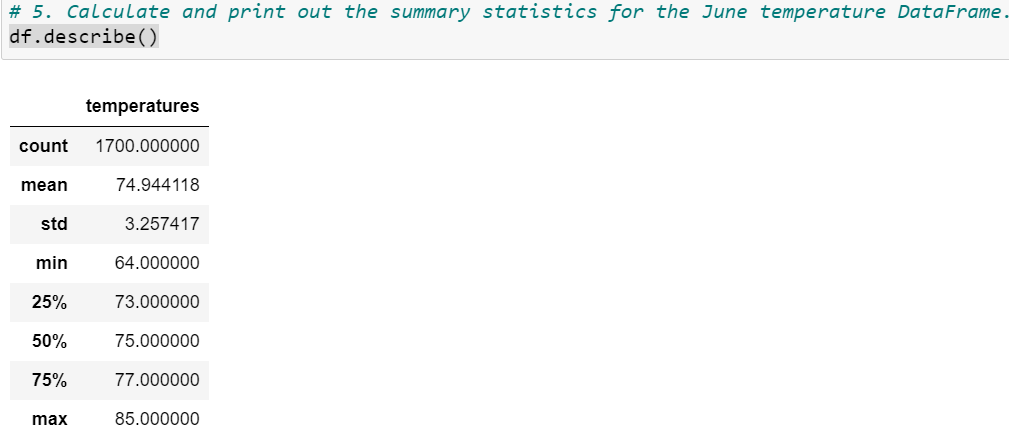 # 5. Calculate and print out the summary statistics for the June temperature DataFrame.
df.describe()
temperatures
count 1700.000000
mean 74.944118
std 3.257417
min 64.000000
25% 73.000000
50% 75.000000
75% 77.000000
max 85.000000